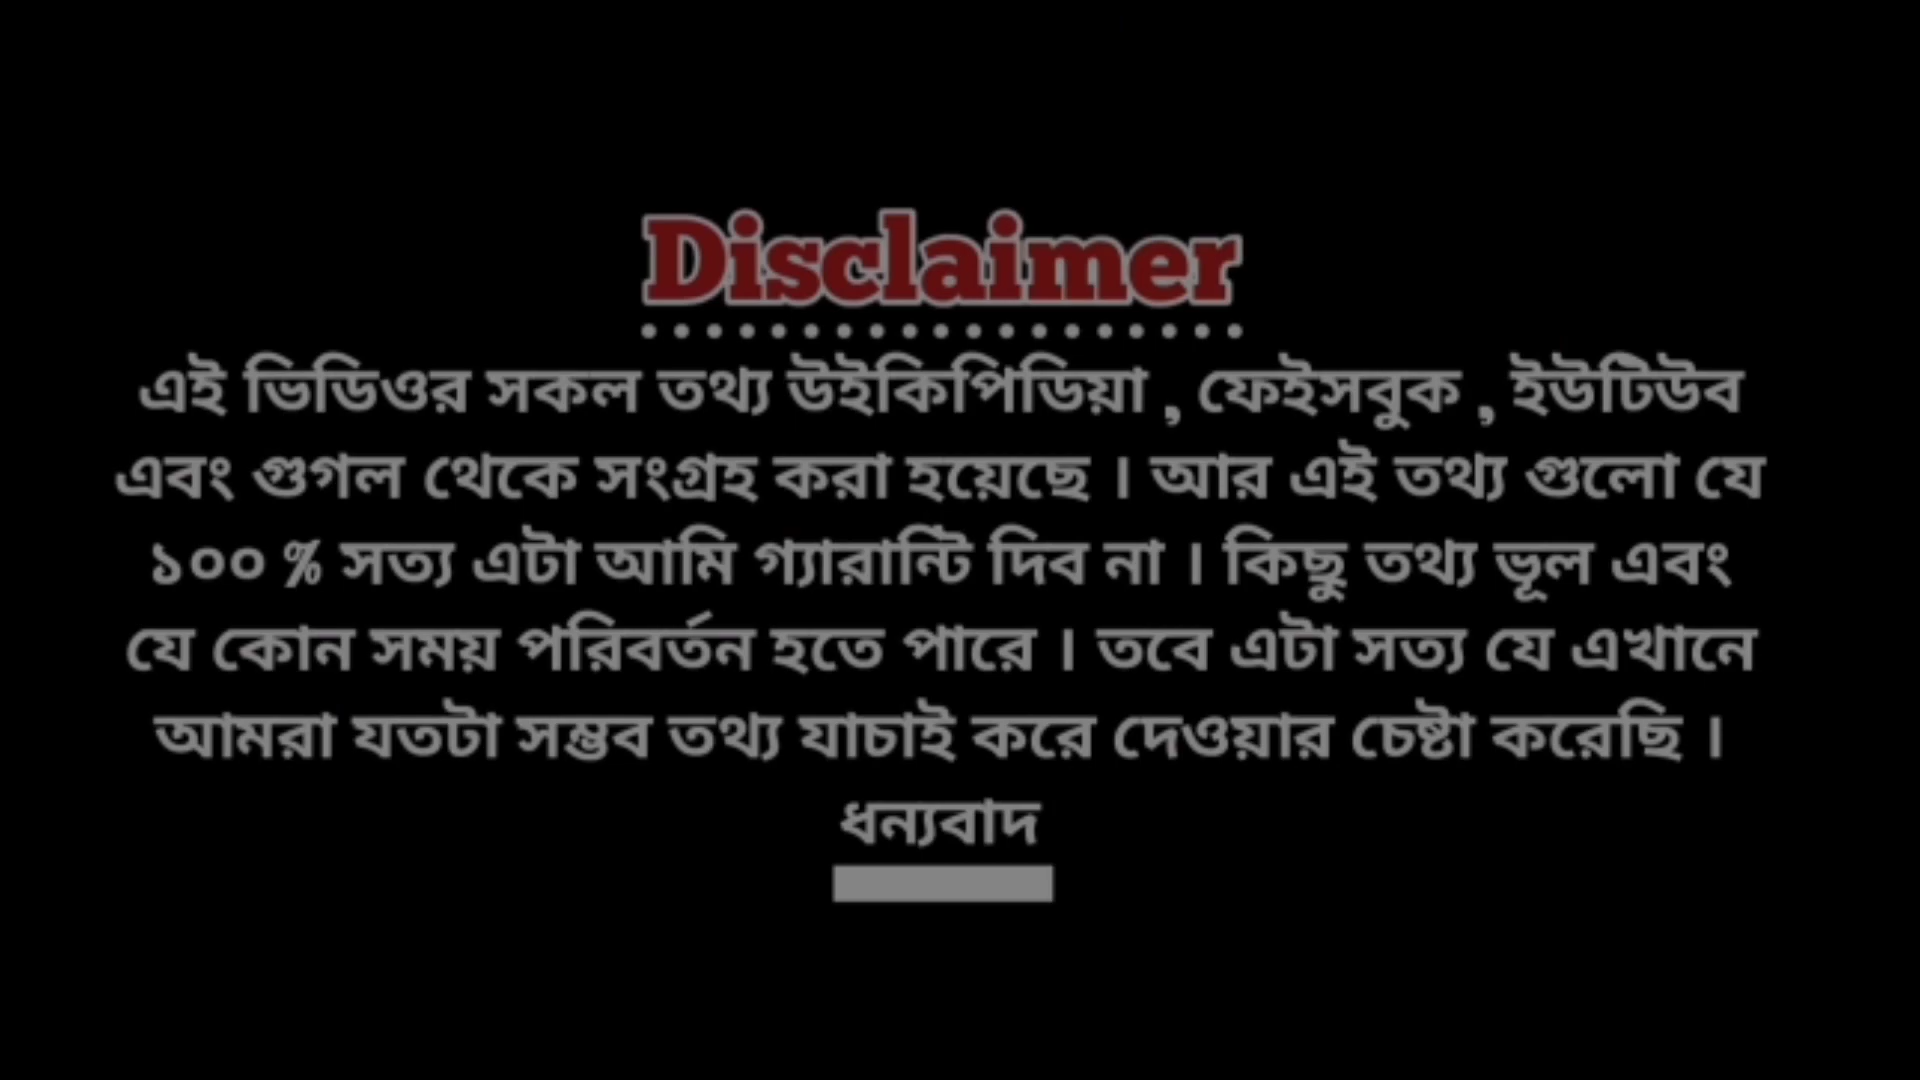 Disclaimer
এই ভিডিওর সকল তথ্য উইকিপিডিয়া , ফেইসবুক , ইউটিউব
এবং গুগল থেকে সংগ্রহ করা হয়েছে । আর এই তথ্য গুলো যে
১০০ % সত্য এটা আমি গ্যারান্টি দিব না । কিছু তথ্য ভূল এবং
যে কোন সময় পরিবর্তন হতে পারে । তবে এটা সত্য যে এখানে
আমরা যতটা সম্ভব তথ্য যাচাই করে দেওয়ার চেষ্টা করেছি ।
ধন্যবাদ